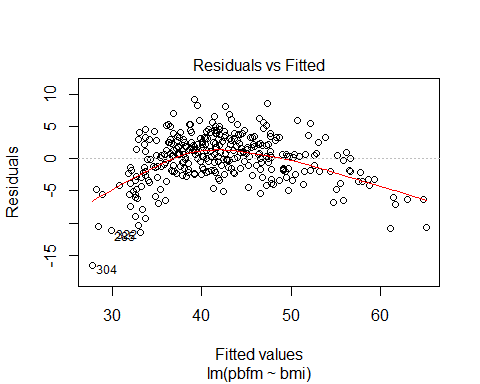 Residuals vs Fitted
10
5
0
-5
-15
Residuals
304
30
40
50
60
Fitted values
lm(pbfm ~ bmi)